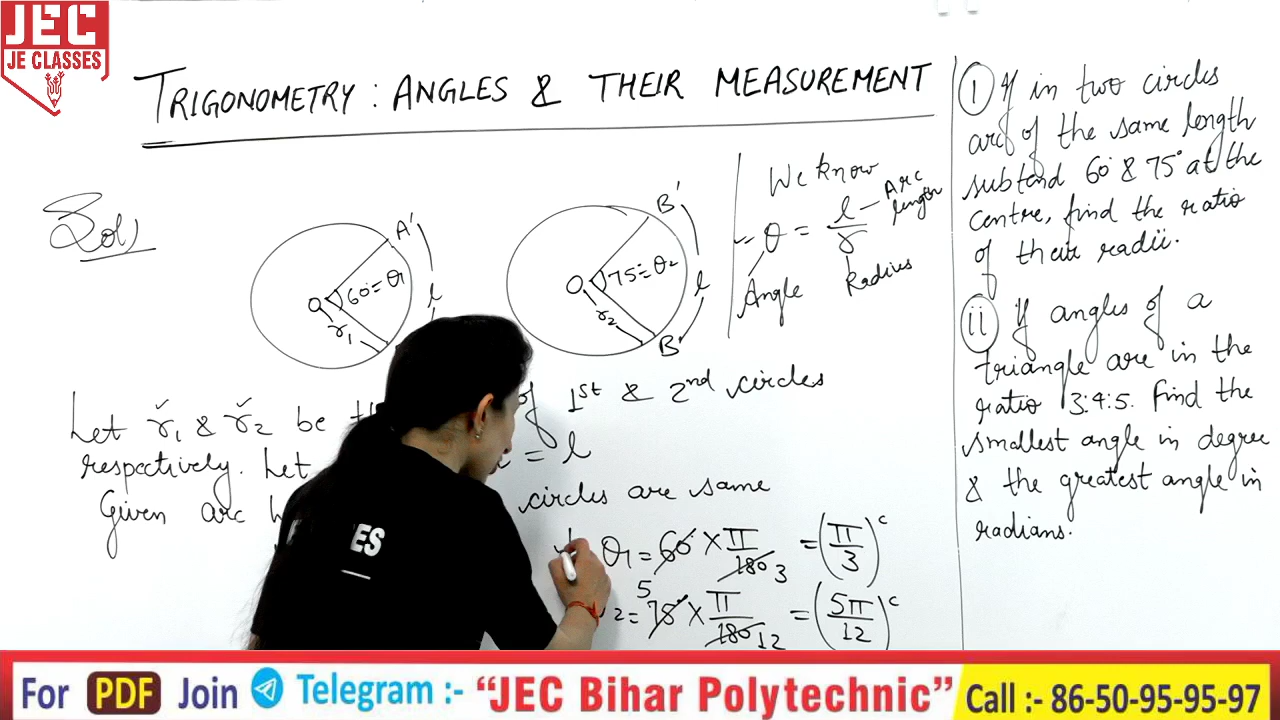 JEC
JE CLASSES
TRIGONOMETRY : ANGLES & THEIR MEASUREMENT
Sol)
A'
O 60° = θ1
r1
l
B'
O 75° = θ2
r2
l
B'
We know
θ = l/r
Arc length
Angle
Radius
Let r1 & r2 be of 1st & 2nd circles
respectively. Let = l
Given arc circles are same
θ1 = 60° × π/180 3 = (π/3)^c
2 = 75° 5 × π/180 12 = (5π/12)^c
(i) If in two circles
arc of the same length
subtend 60° & 75° at the
centre, find the ratio
of their radii.
(ii) If angles of a
triangle are in the
ratio 3:4:5. Find the
smallest angle in degree
& the greatest angle in
radians.
ES
For PDF Join Telegram :- “JEC Bihar Polytechnic” Call :- 86-50-95-95-97